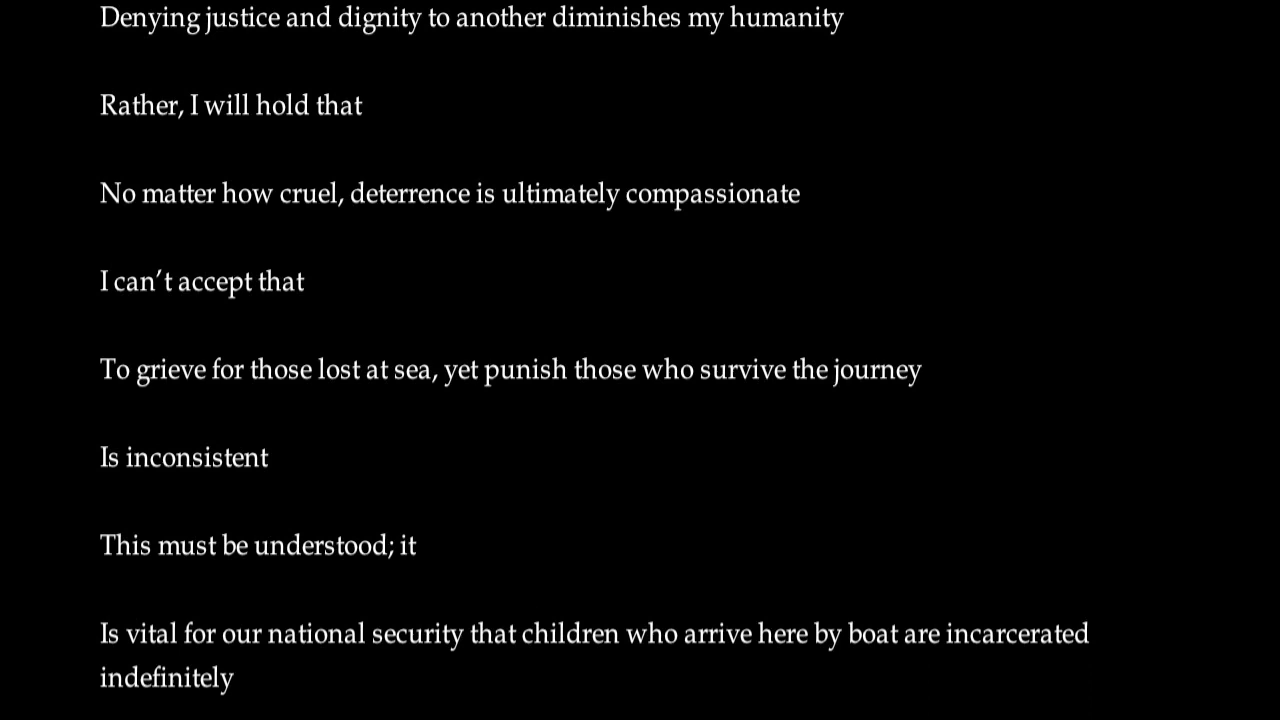 Denying justice and dignity to another diminishes my humanity
Rather, I will hold that
No matter how cruel, deterrence is ultimately compassionate
I can’t accept that
To grieve for those lost at sea, yet punish those who survive the journey
Is inconsistent
This must be understood; it
Is vital for our national security that children who arrive here by boat are incarcerated
indefinitely